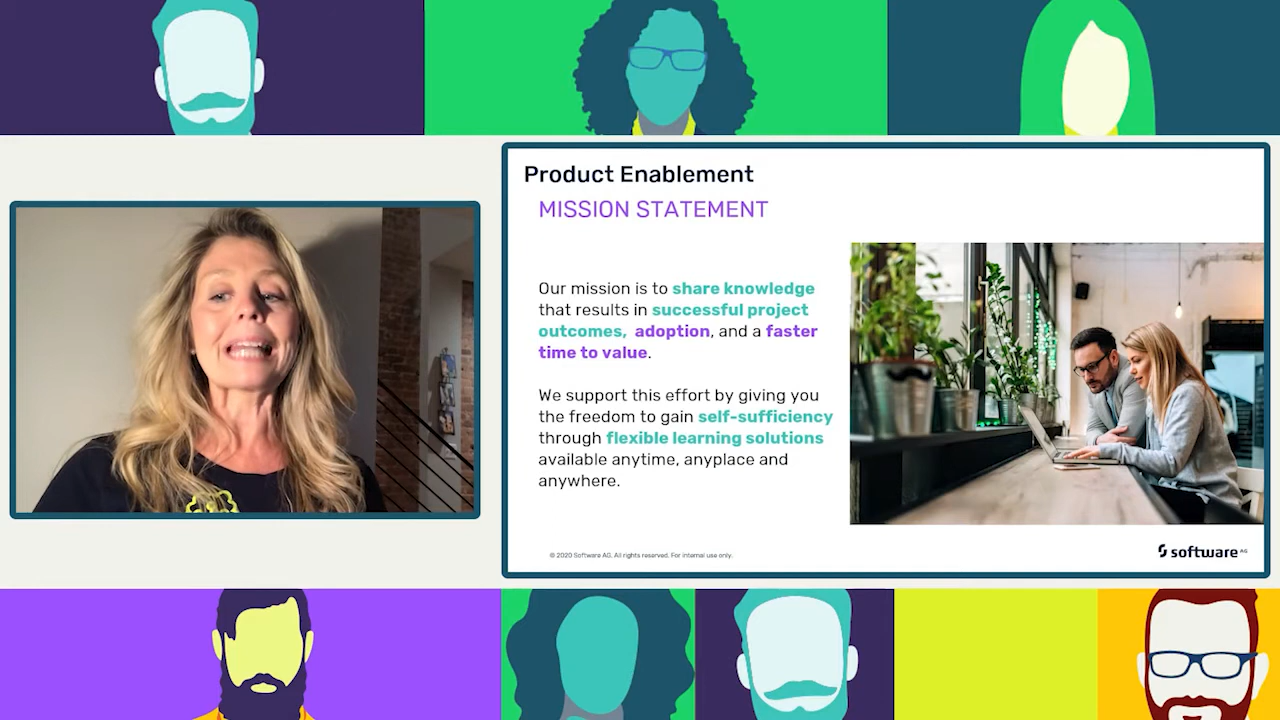 Product Enablement
MISSION STATEMENT
Our mission is to share knowledge
that results in successful project
outcomes, adoption, and a faster
time to value.
We support this effort by giving you
the freedom to gain self-sufficiency
through flexible learning solutions
available anytime, anyplace and
anywhere.
© 2020 Software AG. All rights reserved. For internal use only.
software AG